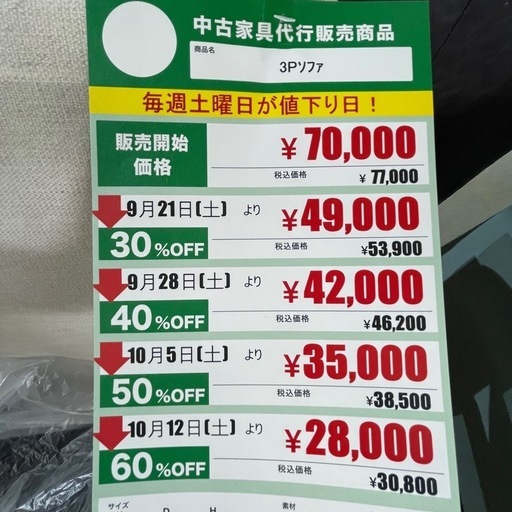 中古家具代行販売商品
商品名
3Pソファ
毎週土曜日が値下り日！
販売開始価格
¥70,000
税込価格 ¥77,000
9月21日(土) より
¥49,000
30%OFF
税込価格 ¥53,900
9月28日(土) より
¥42,000
40%OFF
税込価格 ¥46,200
10月5日(土) より
¥35,000
50%OFF
税込価格 ¥38,500
10月12日(土) より
¥28,000
60%OFF
税込価格 ¥30,800
サイズ
D H
素材